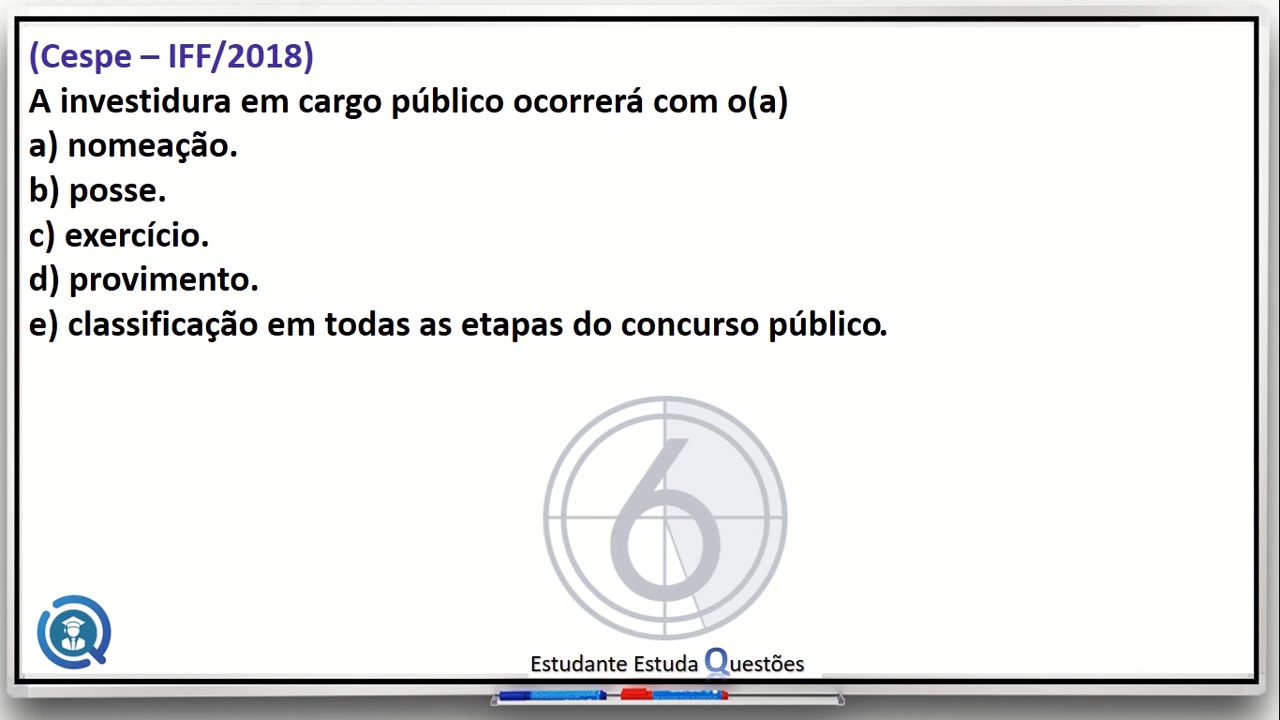 (Cespe – IFF/2018)
A investidura em cargo público ocorrerá com o(a)
a) nomeação.
b) posse.
c) exercício.
d) provimento.
e) classificação em todas as etapas do concurso público.
6
Estudante Estuda Questões